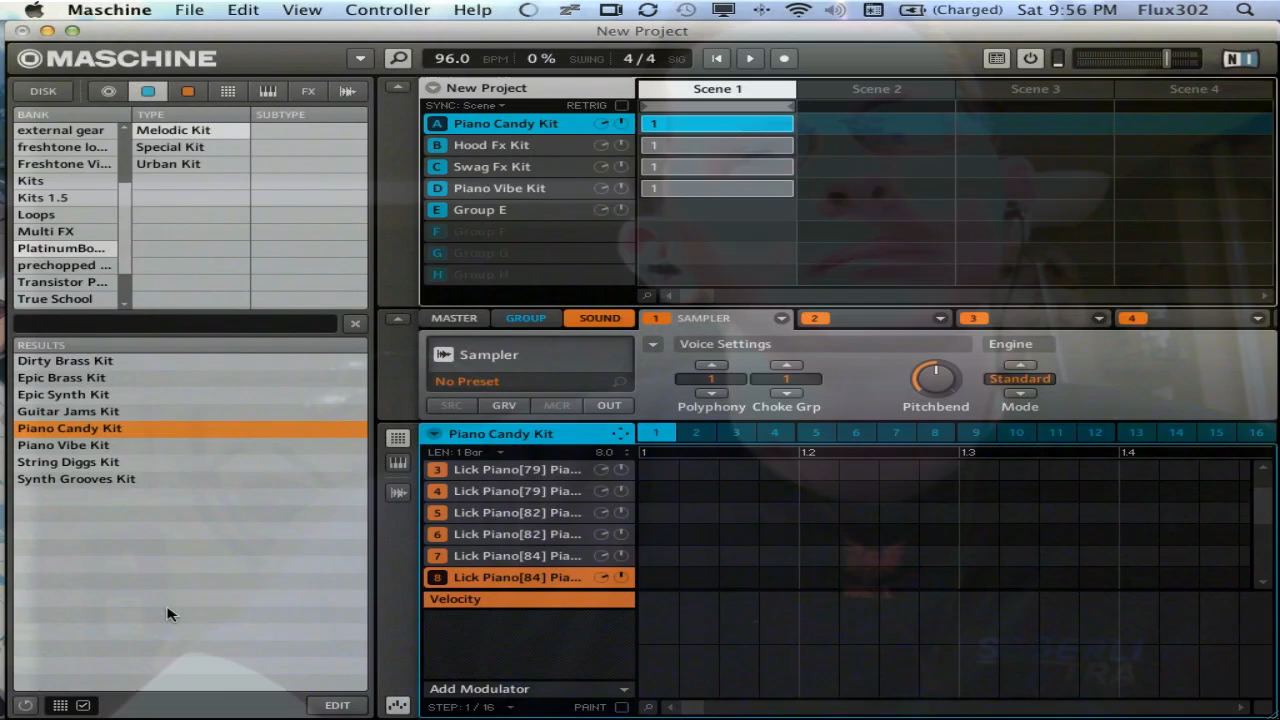 Maschine File Edit View Controller Help (Charged) Sat 9:56 PM Flux302
New Project
MASCHINE 96.0 BPM 0% SWING 4/4 SIG
DISK FX
BANK TYPE SUBTYPE
external gear Melodic Kit
freshtone lo... Special Kit
Freshtone Vi... Urban Kit
Kits
Kits 1.5
Loops
Multi FX
PlatinumBo...
prechopped ...
Transistor P...
True School
RESULTS
Dirty Brass Kit
Epic Brass Kit
Epic Synth Kit
Guitar Jams Kit
Piano Candy Kit
Piano Vibe Kit
String Diggs Kit
Synth Grooves Kit
EDIT
New Project Scene 1 Scene 2 Scene 3 Scene 4
SYNC: Scene RETRIG
A Piano Candy Kit 1
B Hood Fx Kit 1
C Swag Fx Kit 1
D Piano Vibe Kit 1
E Group E
F Group F
G Group G
H Group H
MASTER GROUP SOUND 1 SAMPLER 2 3 4
Sampler
No Preset
SRC GRV MCR OUT
Voice Settings Engine
1 1 Standard
Polyphony Choke Grp Pitchbend Mode
Piano Candy Kit 1 2 3 4 5 6 7 8 9 10 11 12 13 14 15 16
LEN: 1 Bar 8.0 1 1.2 1.3 1.4
3 Lick Piano[79] Pia...
4 Lick Piano[79] Pia...
5 Lick Piano[82] Pia...
6 Lick Piano[82] Pia...
7 Lick Piano[84] Pia...
8 Lick Piano[84] Pia...
Velocity
Add Modulator
STEP: 1/16 PAINT